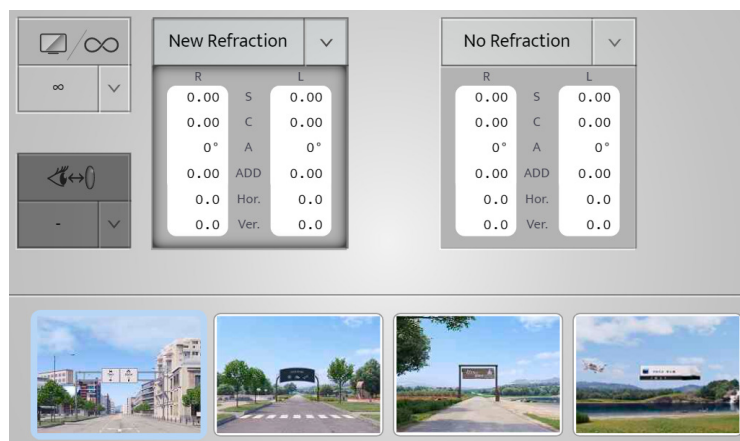 New Refraction
No Refraction
R L
R L
∞
0.00 S 0.00
0.00 S 0.00
0.00 C 0.00
0.00 C 0.00
0° A 0°
0° A 0°
0.00 ADD 0.00
0.00 ADD 0.00
0.0 Hor. 0.0
0.0 Hor. 0.0
-
0.0 Ver. 0.0
0.0 Ver. 0.0